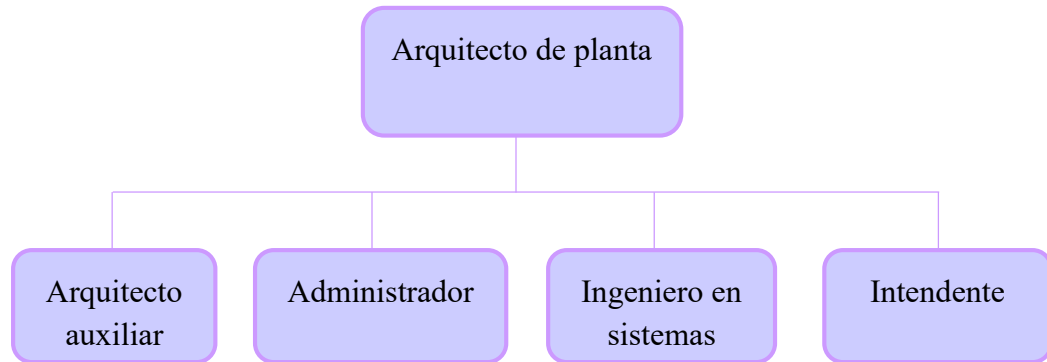 Arquitecto de planta
Arquitecto
auxiliar
Administrador
Ingeniero en
sistemas
Intendente